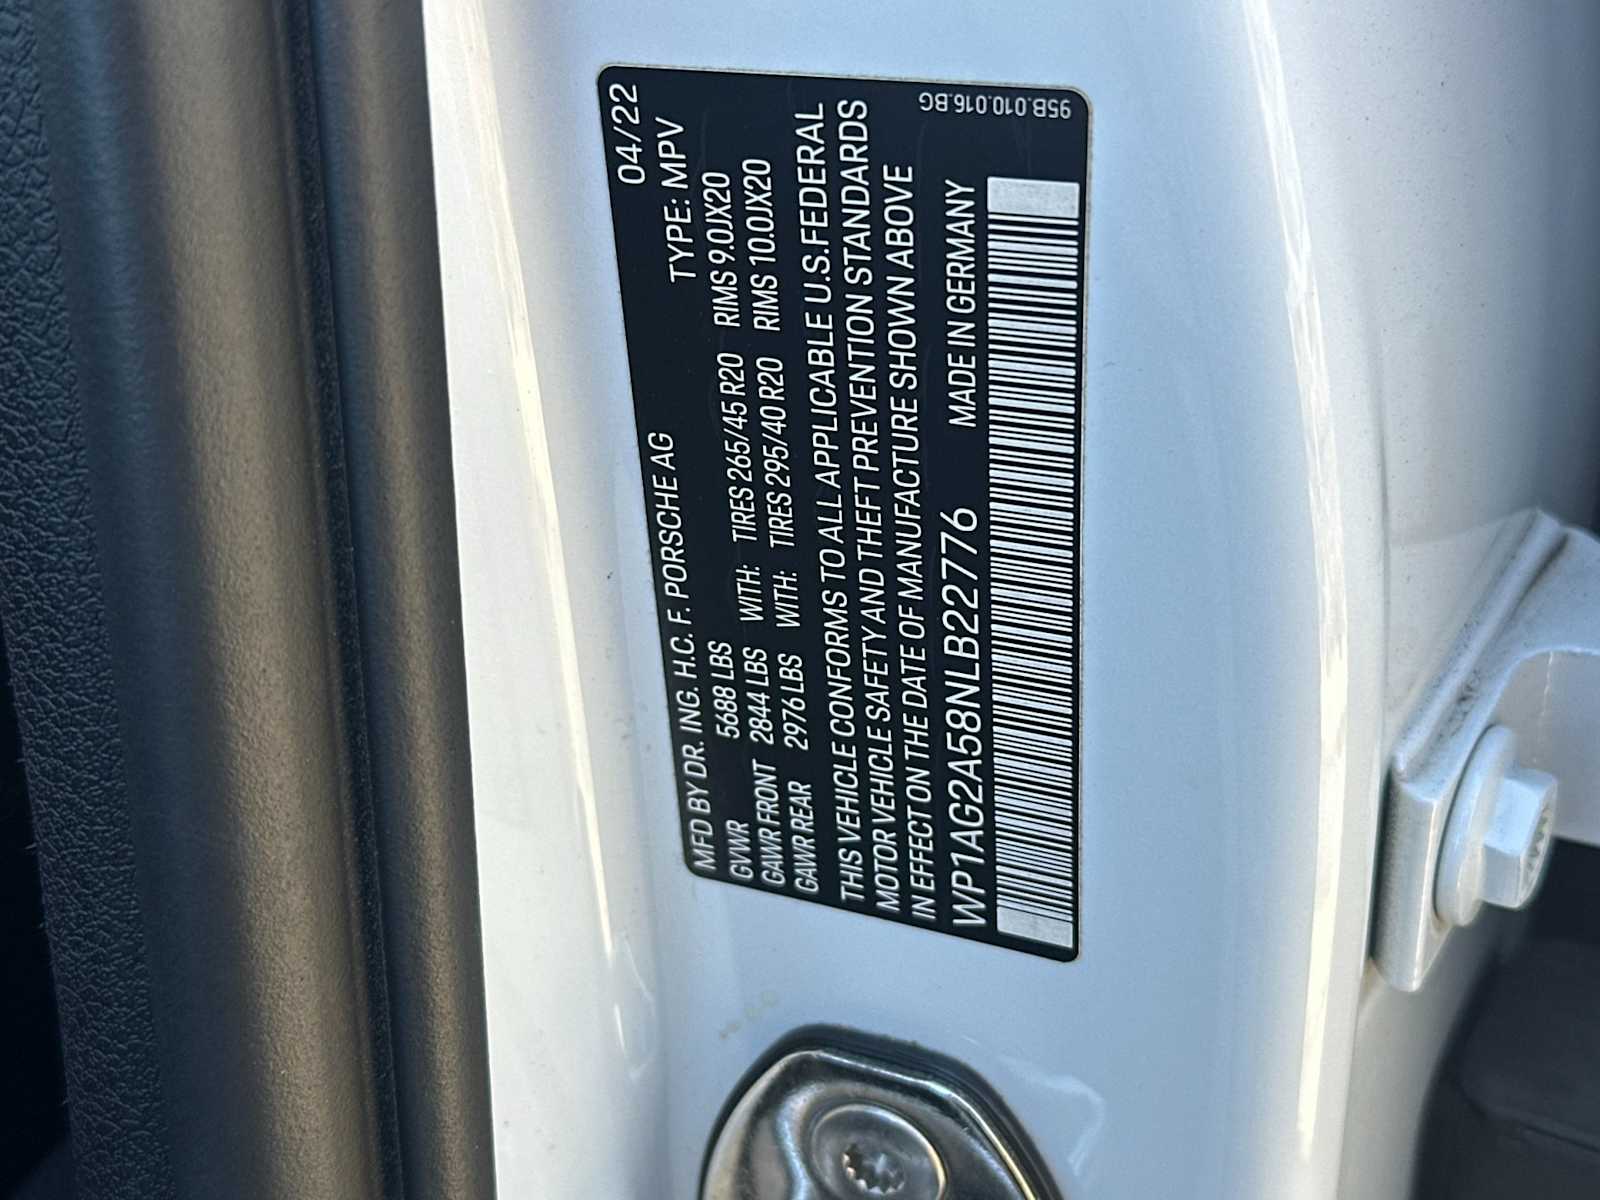 04/22
MFD BY DR. ING. H.C. F. PORSCHE AG TYPE: MPV
GVWR 5688 LBS WITH: TIRES 265/45 R20 RIMS 9.0JX20
GAWR FRONT 2844 LBS WITH: TIRES 295/40 R20 RIMS 10.0JX20
GAWR REAR 2976 LBS
THIS VEHICLE CONFORMS TO ALL APPLICABLE U.S.FEDERAL
MOTOR VEHICLE SAFETY AND THEFT PREVENTION STANDARDS
IN EFFECT ON THE DATE OF MANUFACTURE SHOWN ABOVE
WP1AG2A58NLB22776 MADE IN GERMANY
95B.010.016.BG